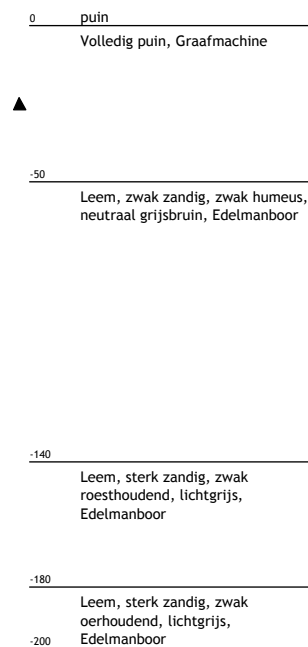 0 puin
Volledig puin, Graafmachine
-50
Leem, zwak zandig, zwak humeus,
neutraal grijsbruin, Edelmanboor
-140
Leem, sterk zandig, zwak
roesthoudend, lichtgrijs,
Edelmanboor
-180
Leem, sterk zandig, zwak
oerhoudend, lichtgrijs,
-200 Edelmanboor